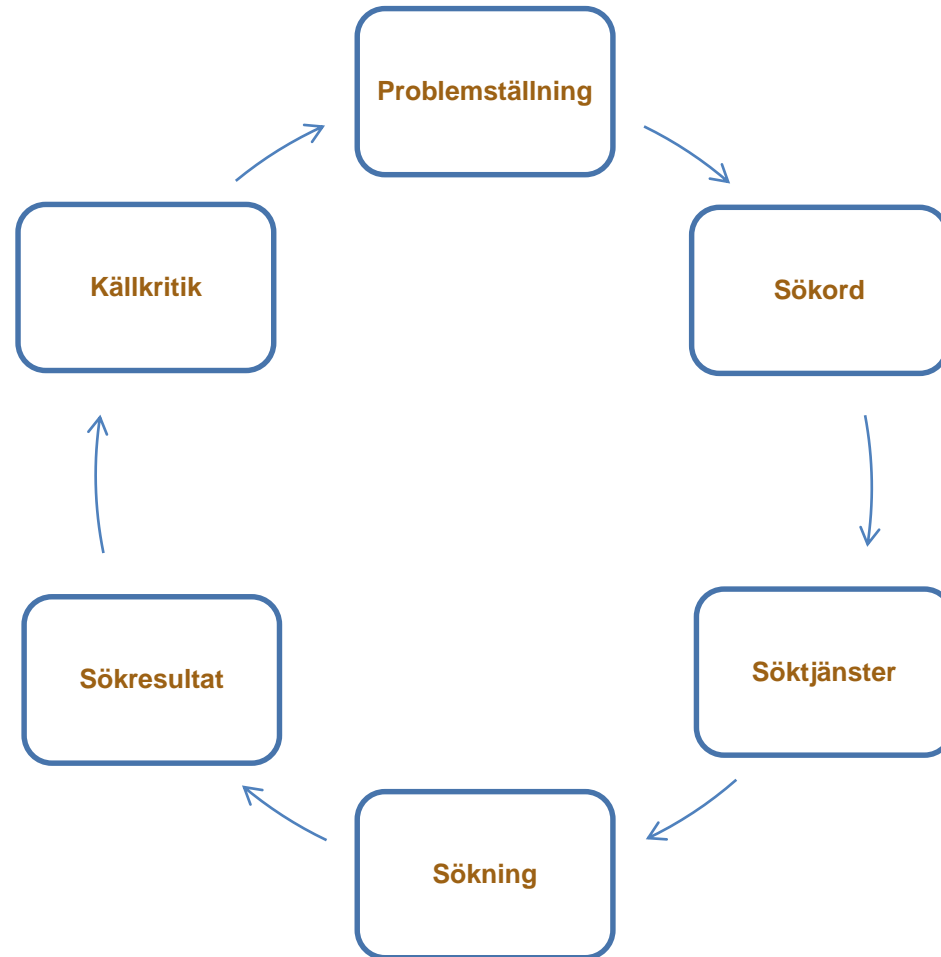 Problemställning
Sökord
Söktjänster
Sökning
Sökresultat
Källkritik